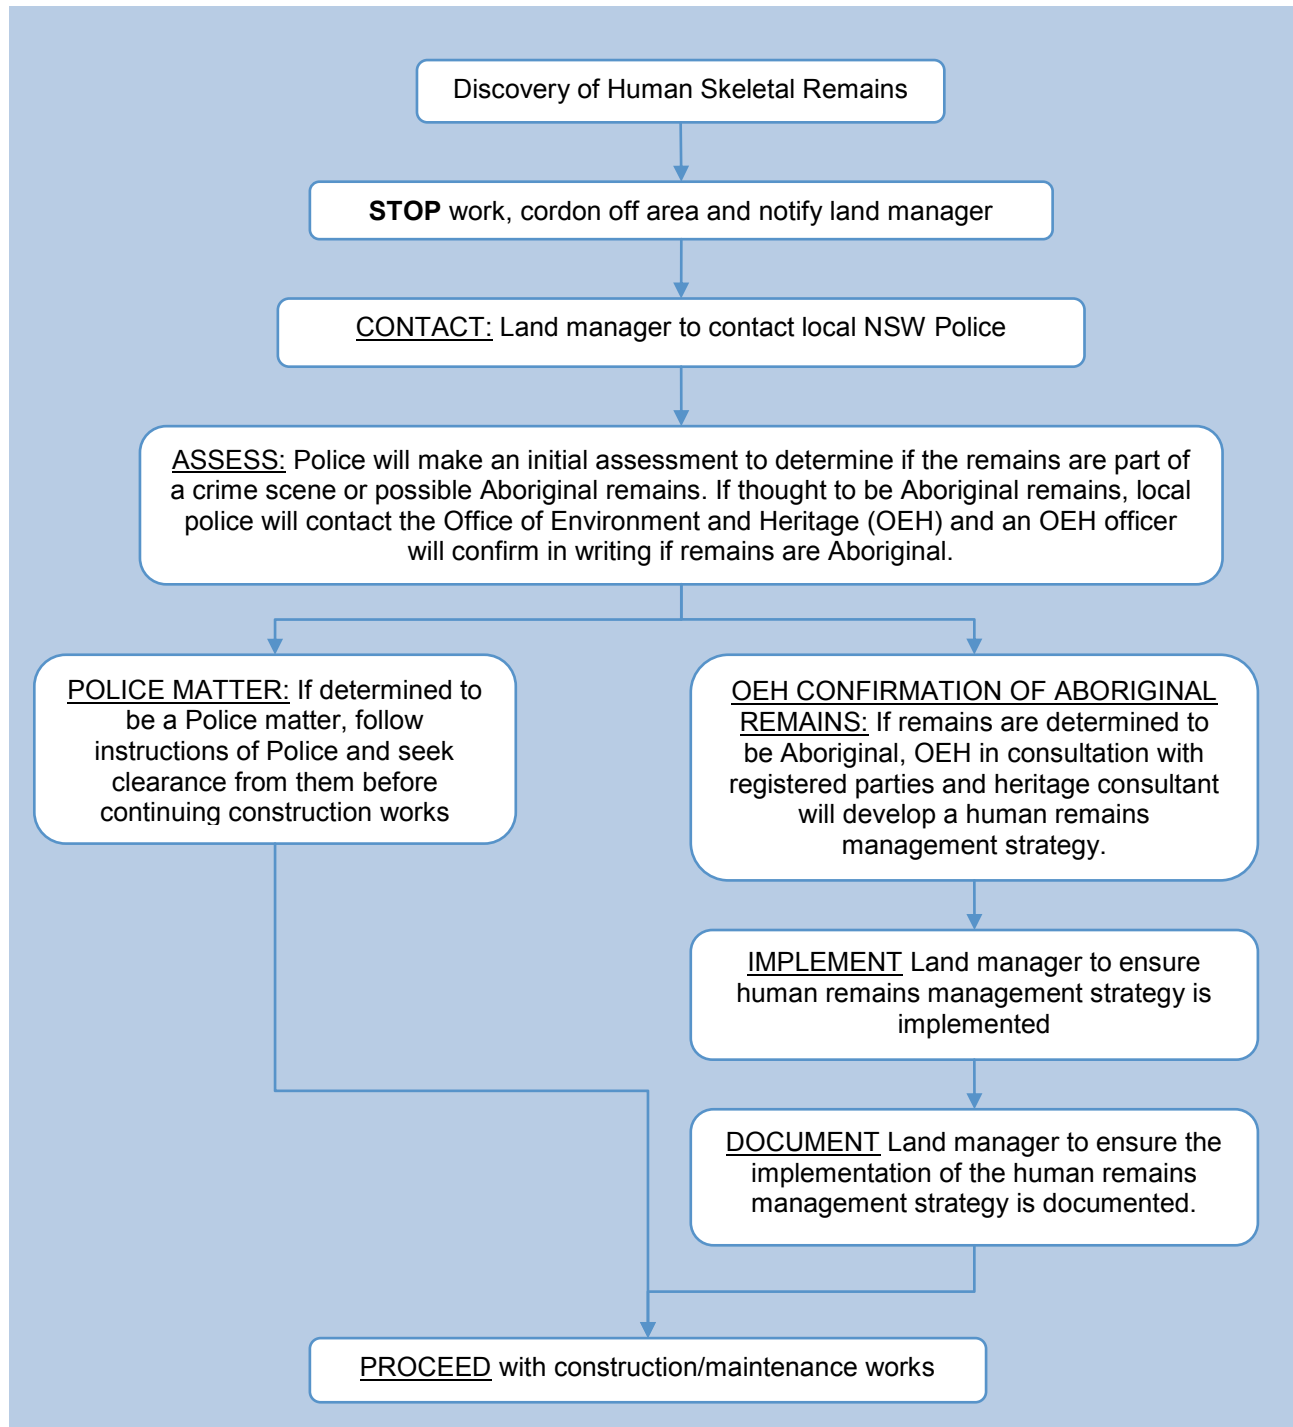 Discovery of Human Skeletal Remains
STOP work, cordon off area and notify land manager
CONTACT: Land manager to contact local NSW Police
ASSESS: Police will make an initial assessment to determine if the remains are part of
a crime scene or possible Aboriginal remains. If thought to be Aboriginal remains, local
police will contact the Office of Environment and Heritage (OEH) and an OEH officer
will confirm in writing if remains are Aboriginal.
POLICE MATTER: If determined to
be a Police matter, follow
instructions of Police and seek
clearance from them before
continuing construction works
OEH CONFIRMATION OF ABORIGINAL
REMAINS: If remains are determined to
be Aboriginal, OEH in consultation with
registered parties and heritage consultant
will develop a human remains
management strategy.
IMPLEMENT Land manager to ensure
human remains management strategy is
implemented
DOCUMENT Land manager to ensure the
implementation of the human remains
management strategy is documented.
PROCEED with construction/maintenance works